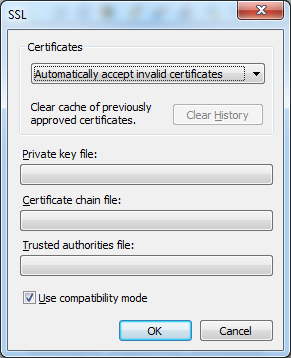 SSL
Certificates
Automatically accept invalid certificates
Clear cache of previously
approved certificates.
Clear History
Private key file:
Certificate chain file:
Trusted authorities file:
Use compatibility mode
OK
Cancel